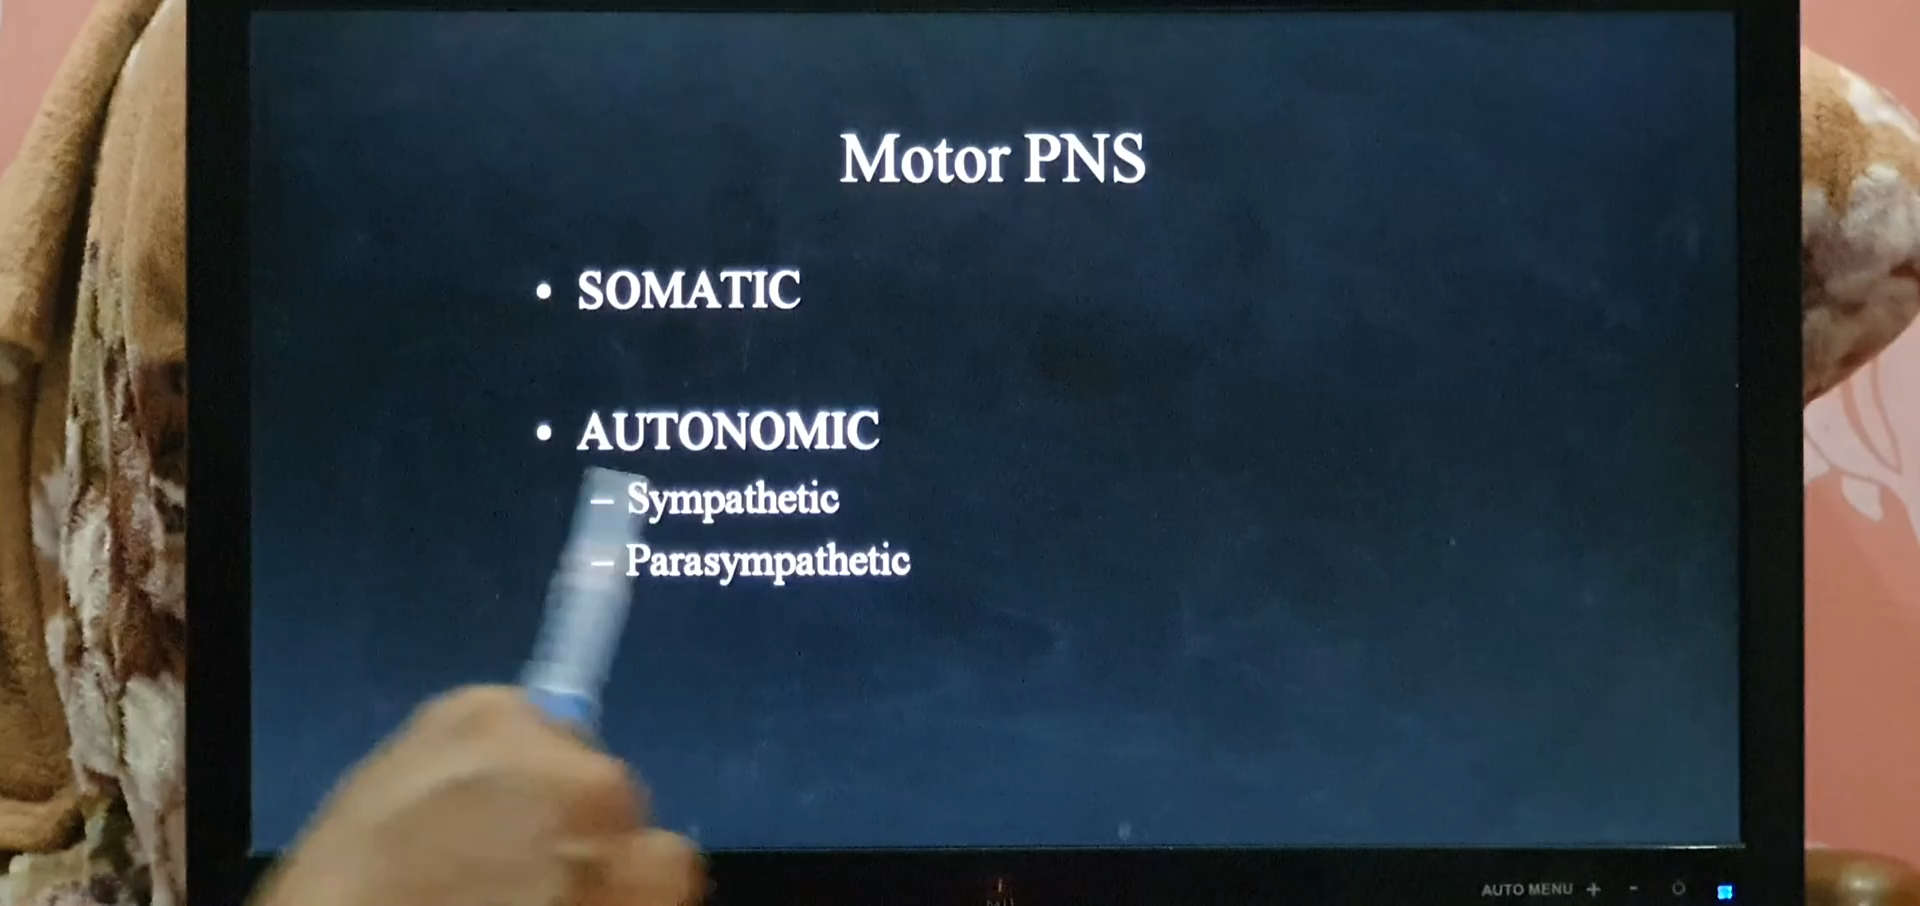 Motor PNS
• SOMATIC
• AUTONOMIC
– Sympathetic
– Parasympathetic
AUTO MENU + -